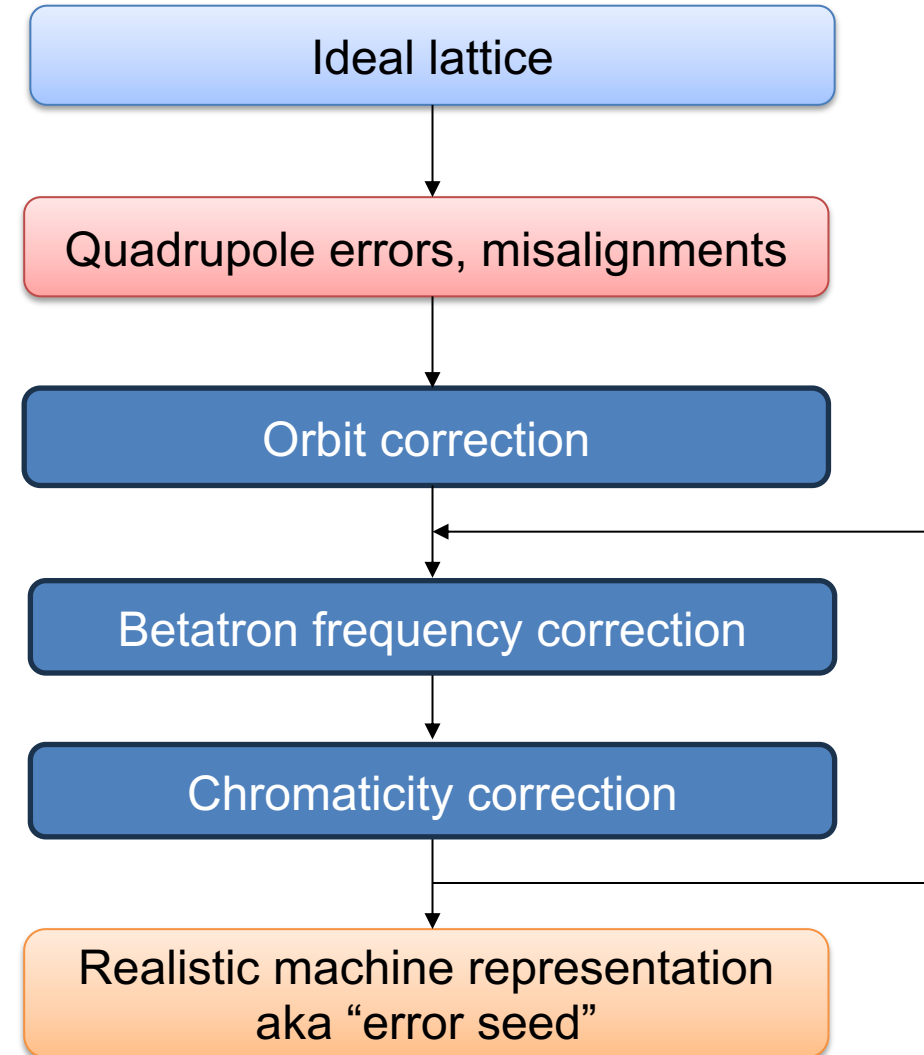 Ideal lattice
Quadrupole errors, misalignments
Orbit correction
Betatron frequency correction
Chromaticity correction
Realistic machine representation
aka “error seed”